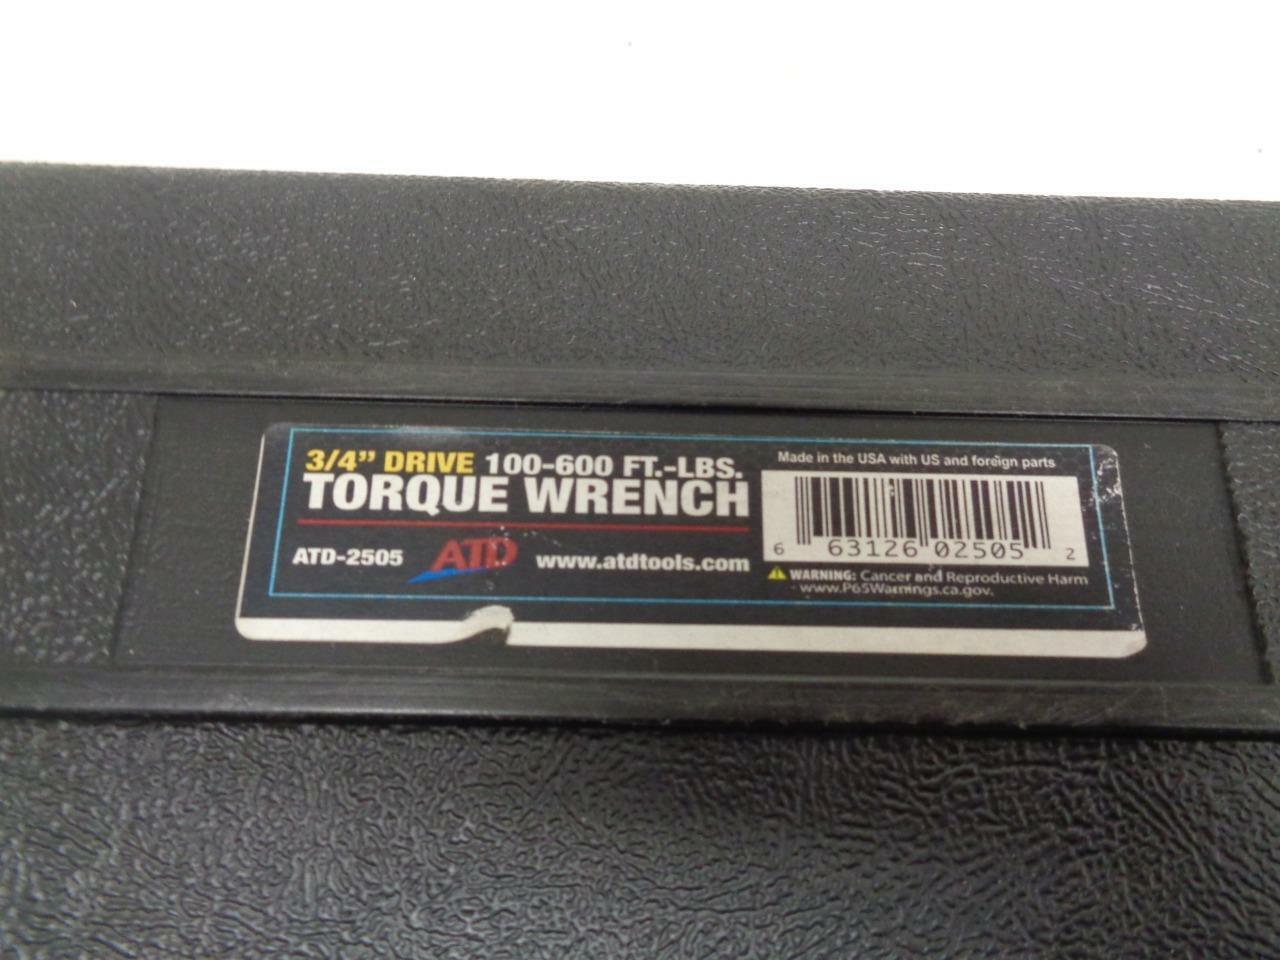 3/4" DRIVE 100-600 FT.-LBS.
TORQUE WRENCH
ATD-2505 ATD www.atdtools.com
Made in the USA with US and foreign parts
6 63126 02505 2
WARNING: Cancer and Reproductive Harm
www.P65Warnings.ca.gov.